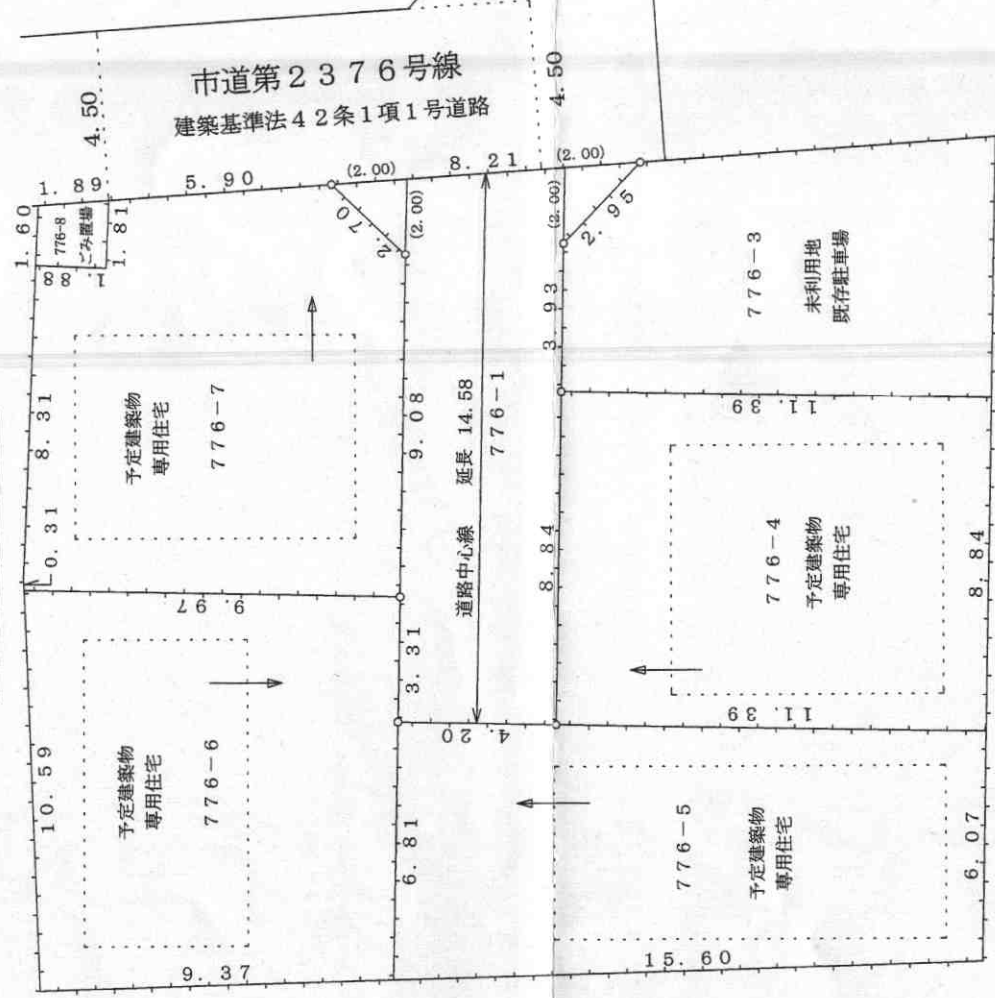 市道第2376号線
建築基準法42条1項1号道路
4.50
4.50
1.89
5.90
(2.00)
8.21
(2.00)
1.60
776-8
ごみ置場
1.81
1.88
2.70
(2.00)
(2.00)
2.95
3.93
776-3
未利用地
既存駐車場
8.31
予定建築物
専用住宅
776-7
9.08
道路中心線 延長 14.58
776-1
11.39
0.31
9.97
8.84
776-4
予定建築物
専用住宅
8.84
3.31
4.20
11.39
10.59
予定建築物
専用住宅
776-6
6.81
776-5
予定建築物
専用住宅
6,07
9.37
15.60